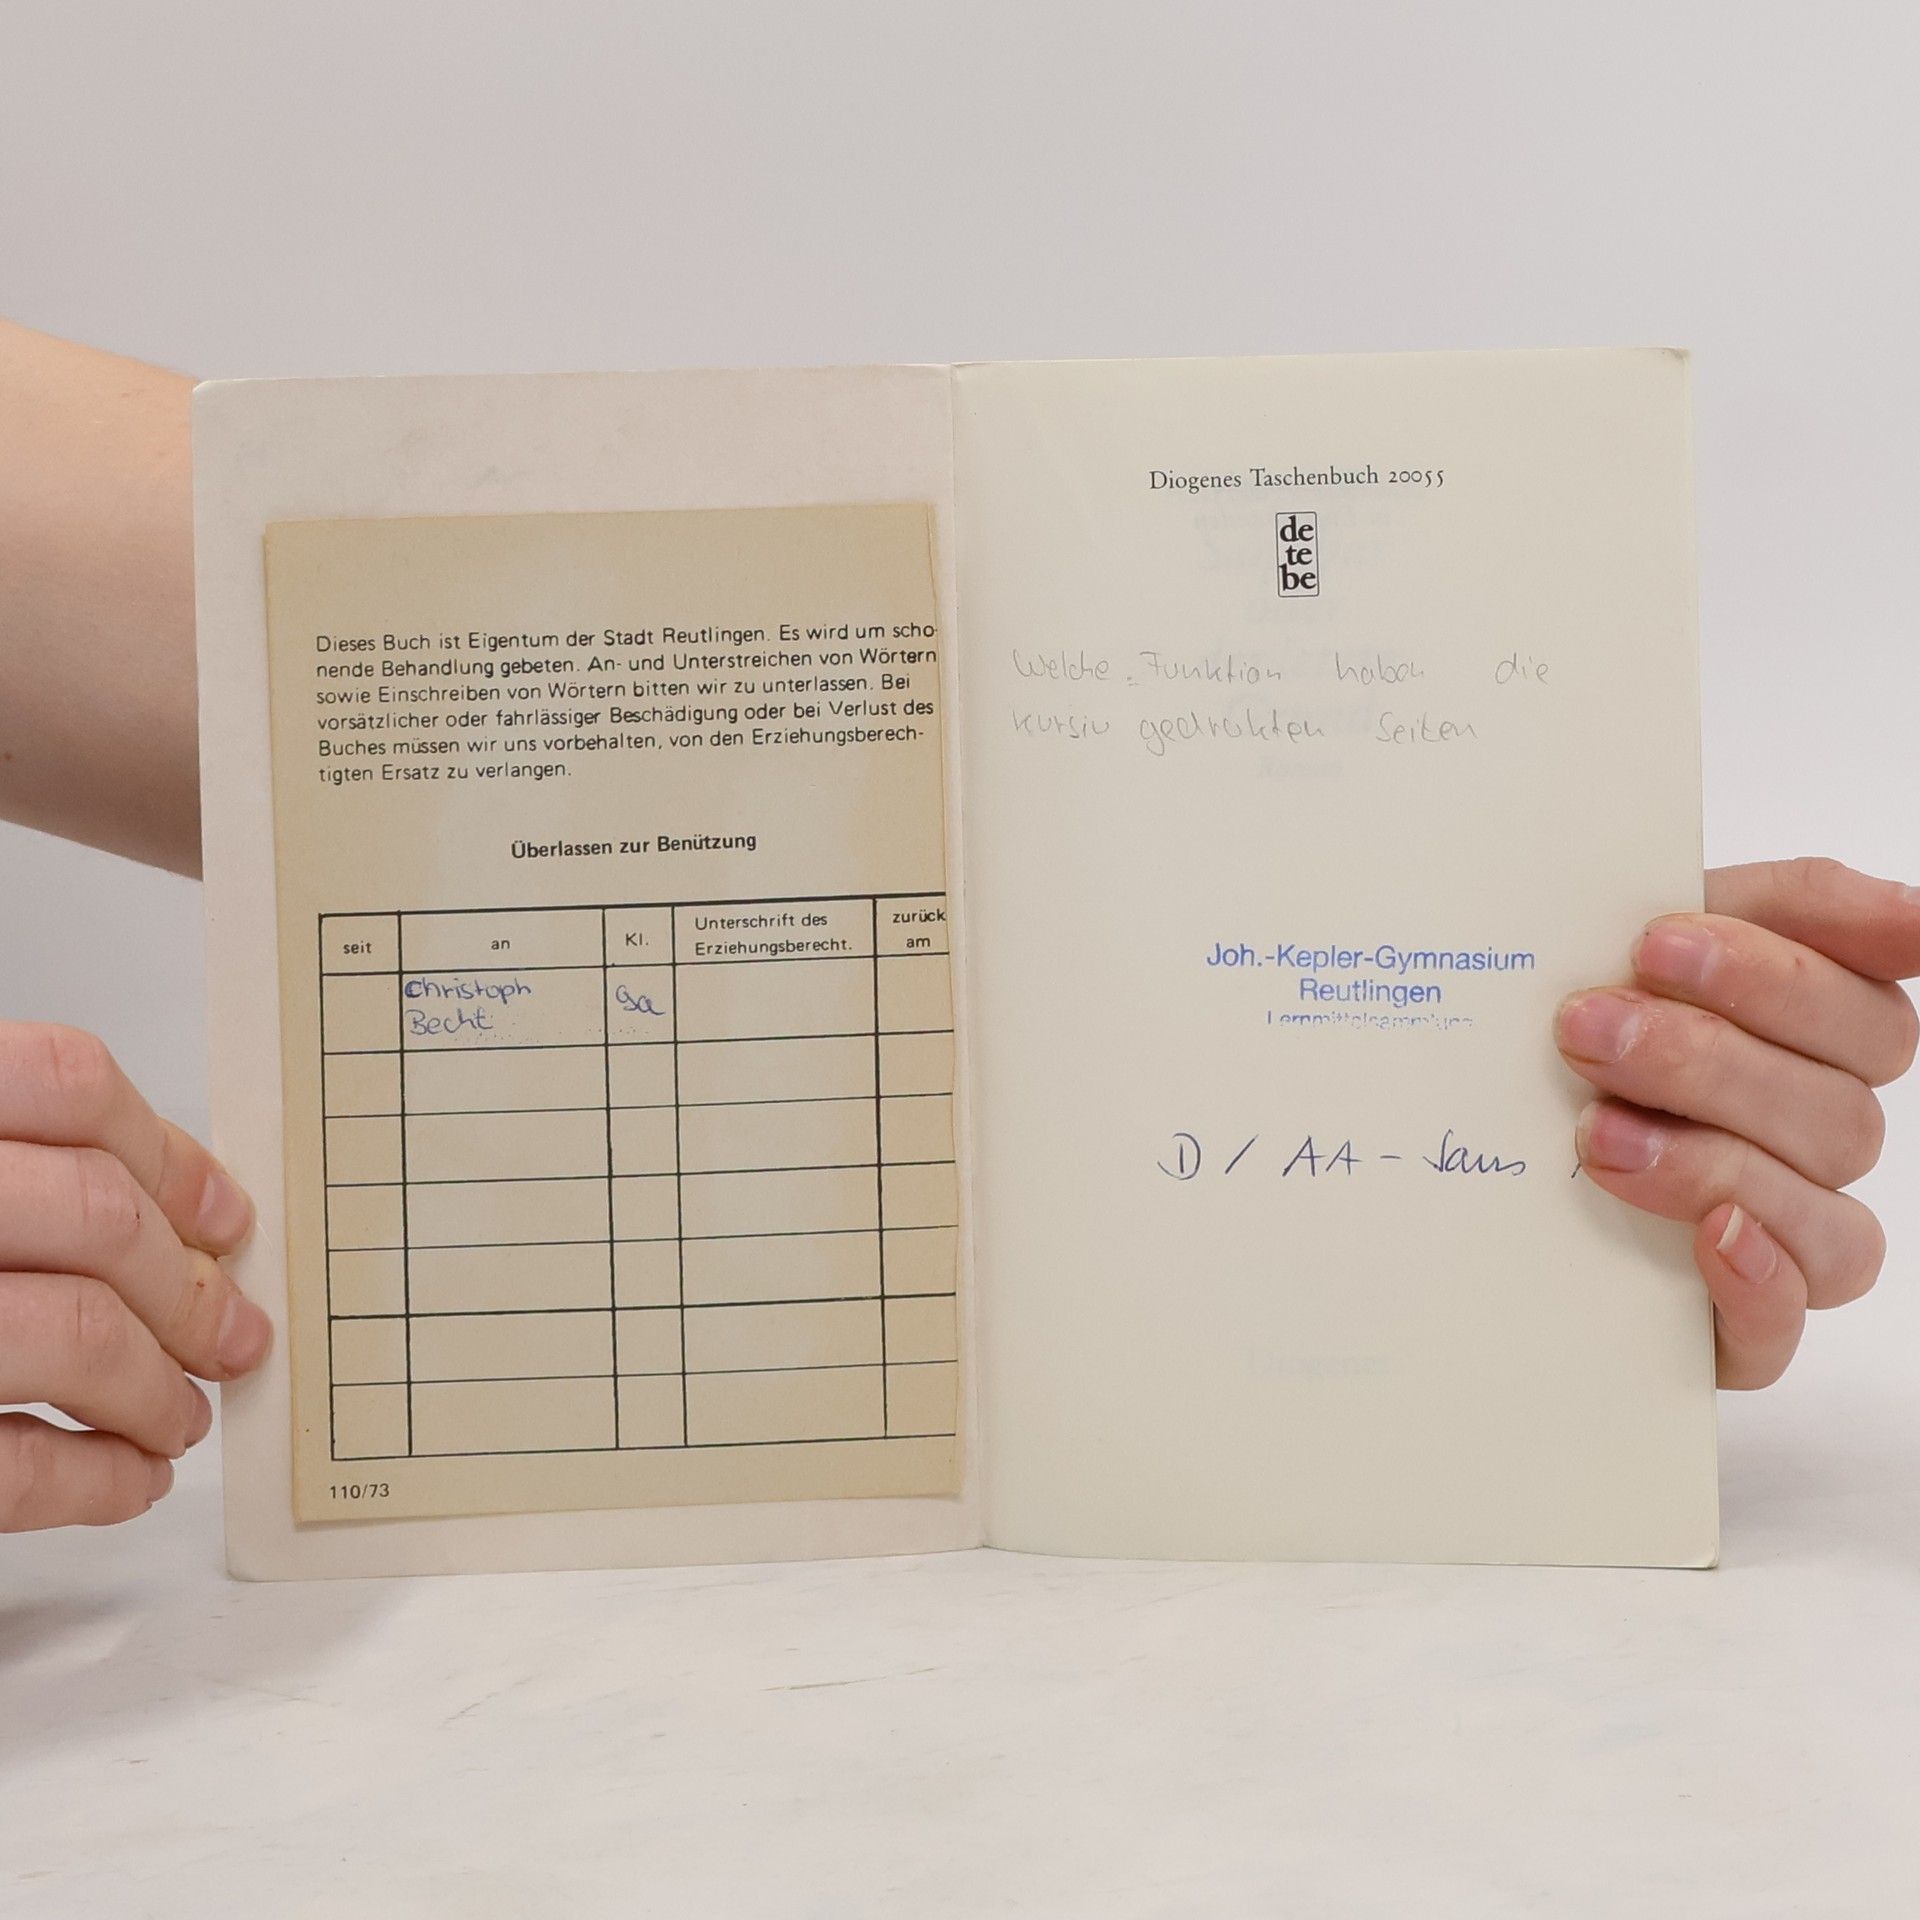 Dieses Buch ist Eigentum der Stadt Reutlingen. Es wird um scho-
nende Behandlung gebeten. An- und Unterstreichen von Wörtern
sowie Einschreiben von Wörtern bitten wir zu unterlassen. Bei
vorsätzlicher oder fahrlässiger Beschädigung oder bei Verlust des
Buches müssen wir uns vorbehalten, von den Erziehungsberech-
tigten Ersatz zu verlangen.
Überlassen zur Benützung
seit
an
Kl.
Unterschrift des
Erziehungsberecht.
zurück
am
Christoph
Becht
9a
110/73
Diogenes Taschenbuch 20055
de
te
be
Welche Funktion haben die
kursiv gedrukten Seiten
Joh.-Kepler-Gymnasium
Reutlingen
Lernmittelsammlung
D / AA -